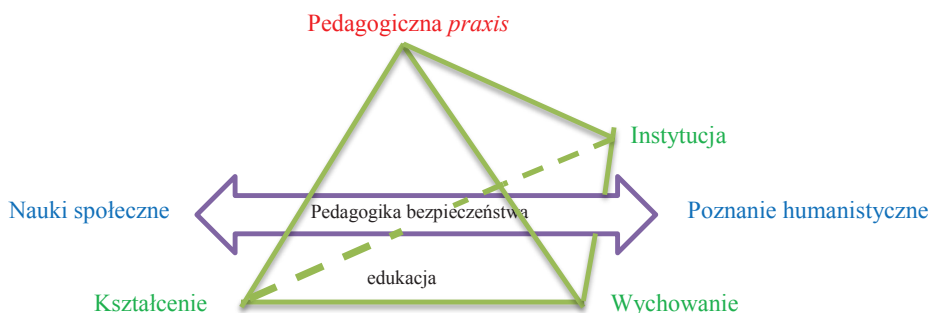 Pedagogiczna praxis
Instytucja
Nauki społeczne
Pedagogika bezpieczeństwa
Poznanie humanistyczne
edukacja
Kształcenie
Wychowanie